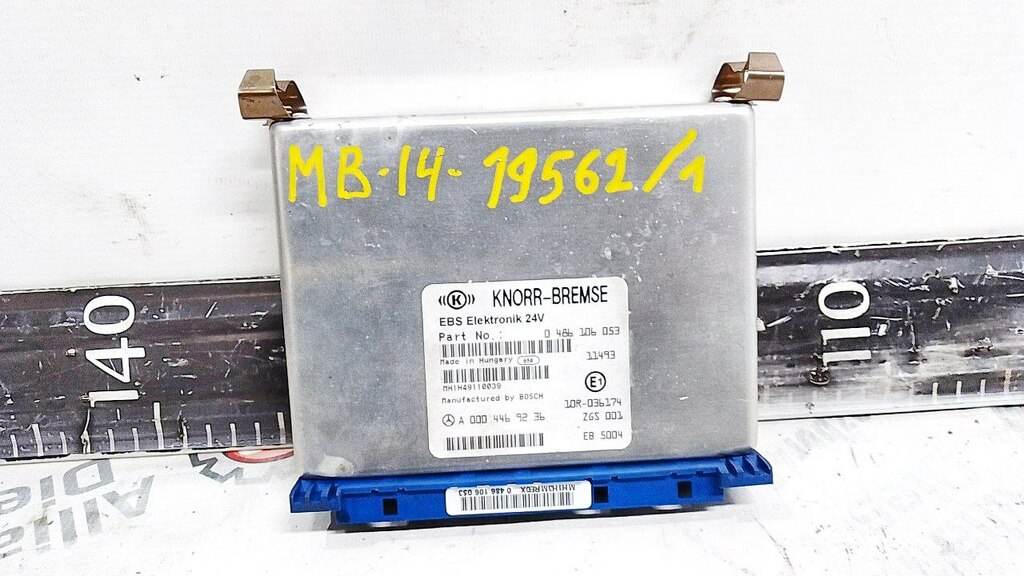 MB-14-19562/1
140
110
KNORR-BREMSE
EBS Elektronik 24V
Part No.: 0 486 106 053
Made in Hungary 11493
MH1H49110039
Manufactured by BOSCH
E1
10R-036174
A 000 446 92 36 ZGS 001
EB 5004
0 486 106 053